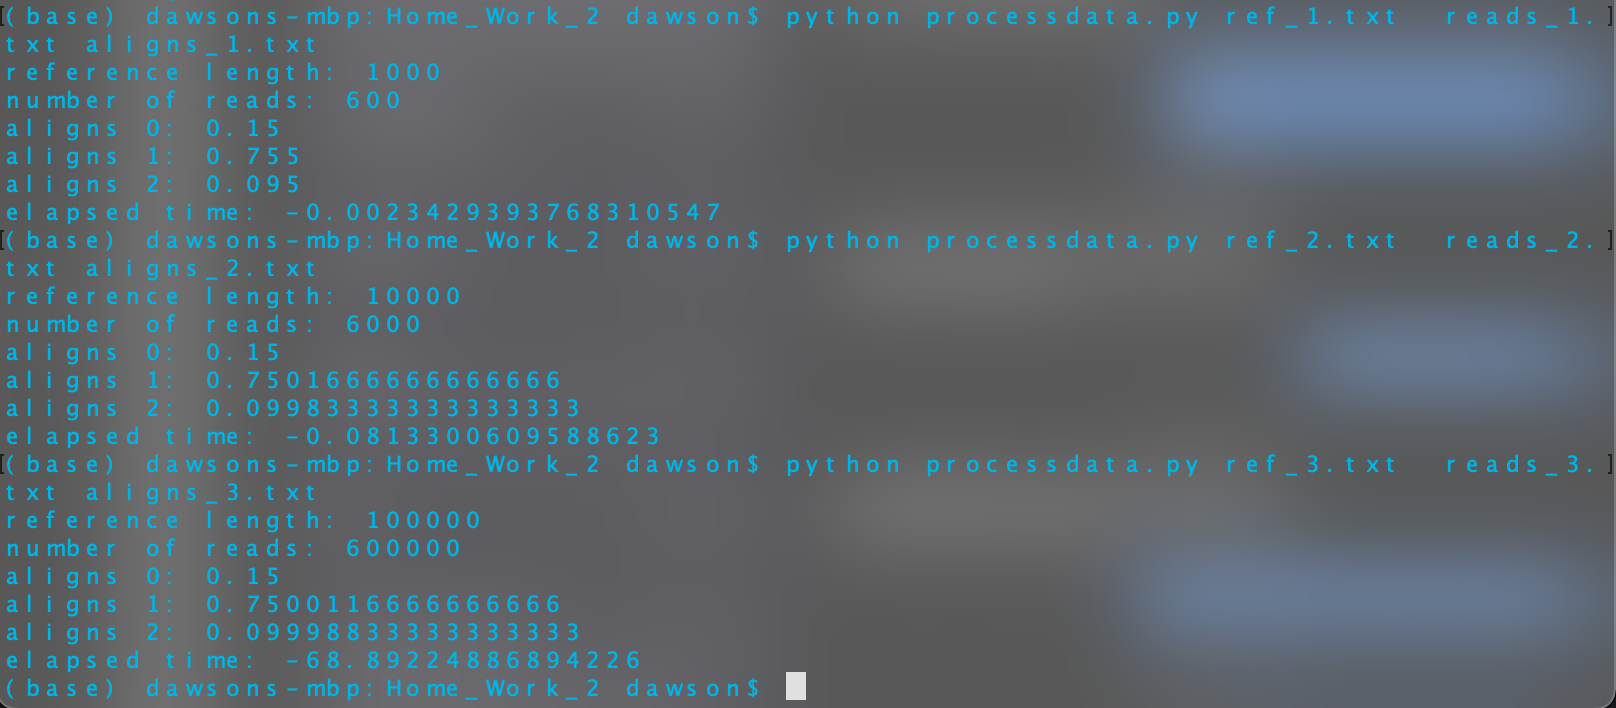 (base) dawsons-mbp:Home_Work_2 dawson$ python processdata.py ref_1.txt reads_1.
txt aligns_1.txt
reference length: 1000
number of reads: 600
aligns 0: 0.15
aligns 1: 0.755
aligns 2: 0.095
elapsed time: -0.0023429393768310547
(base) dawsons-mbp:Home_Work_2 dawson$ python processdata.py ref_2.txt reads_2.
txt aligns_2.txt
reference length: 10000
number of reads: 6000
aligns 0: 0.15
aligns 1: 0.7501666666666666
aligns 2: 0.09983333333333333
elapsed time: -0.0813300609588623
(base) dawsons-mbp:Home_Work_2 dawson$ python processdata.py ref_3.txt reads_3.
txt aligns_3.txt
reference length: 100000
number of reads: 600000
aligns 0: 0.15
aligns 1: 0.7500116666666666
aligns 2: 0.09998833333333333
elapsed time: -68.89224886894226
(base) dawsons-mbp:Home_Work_2 dawson$